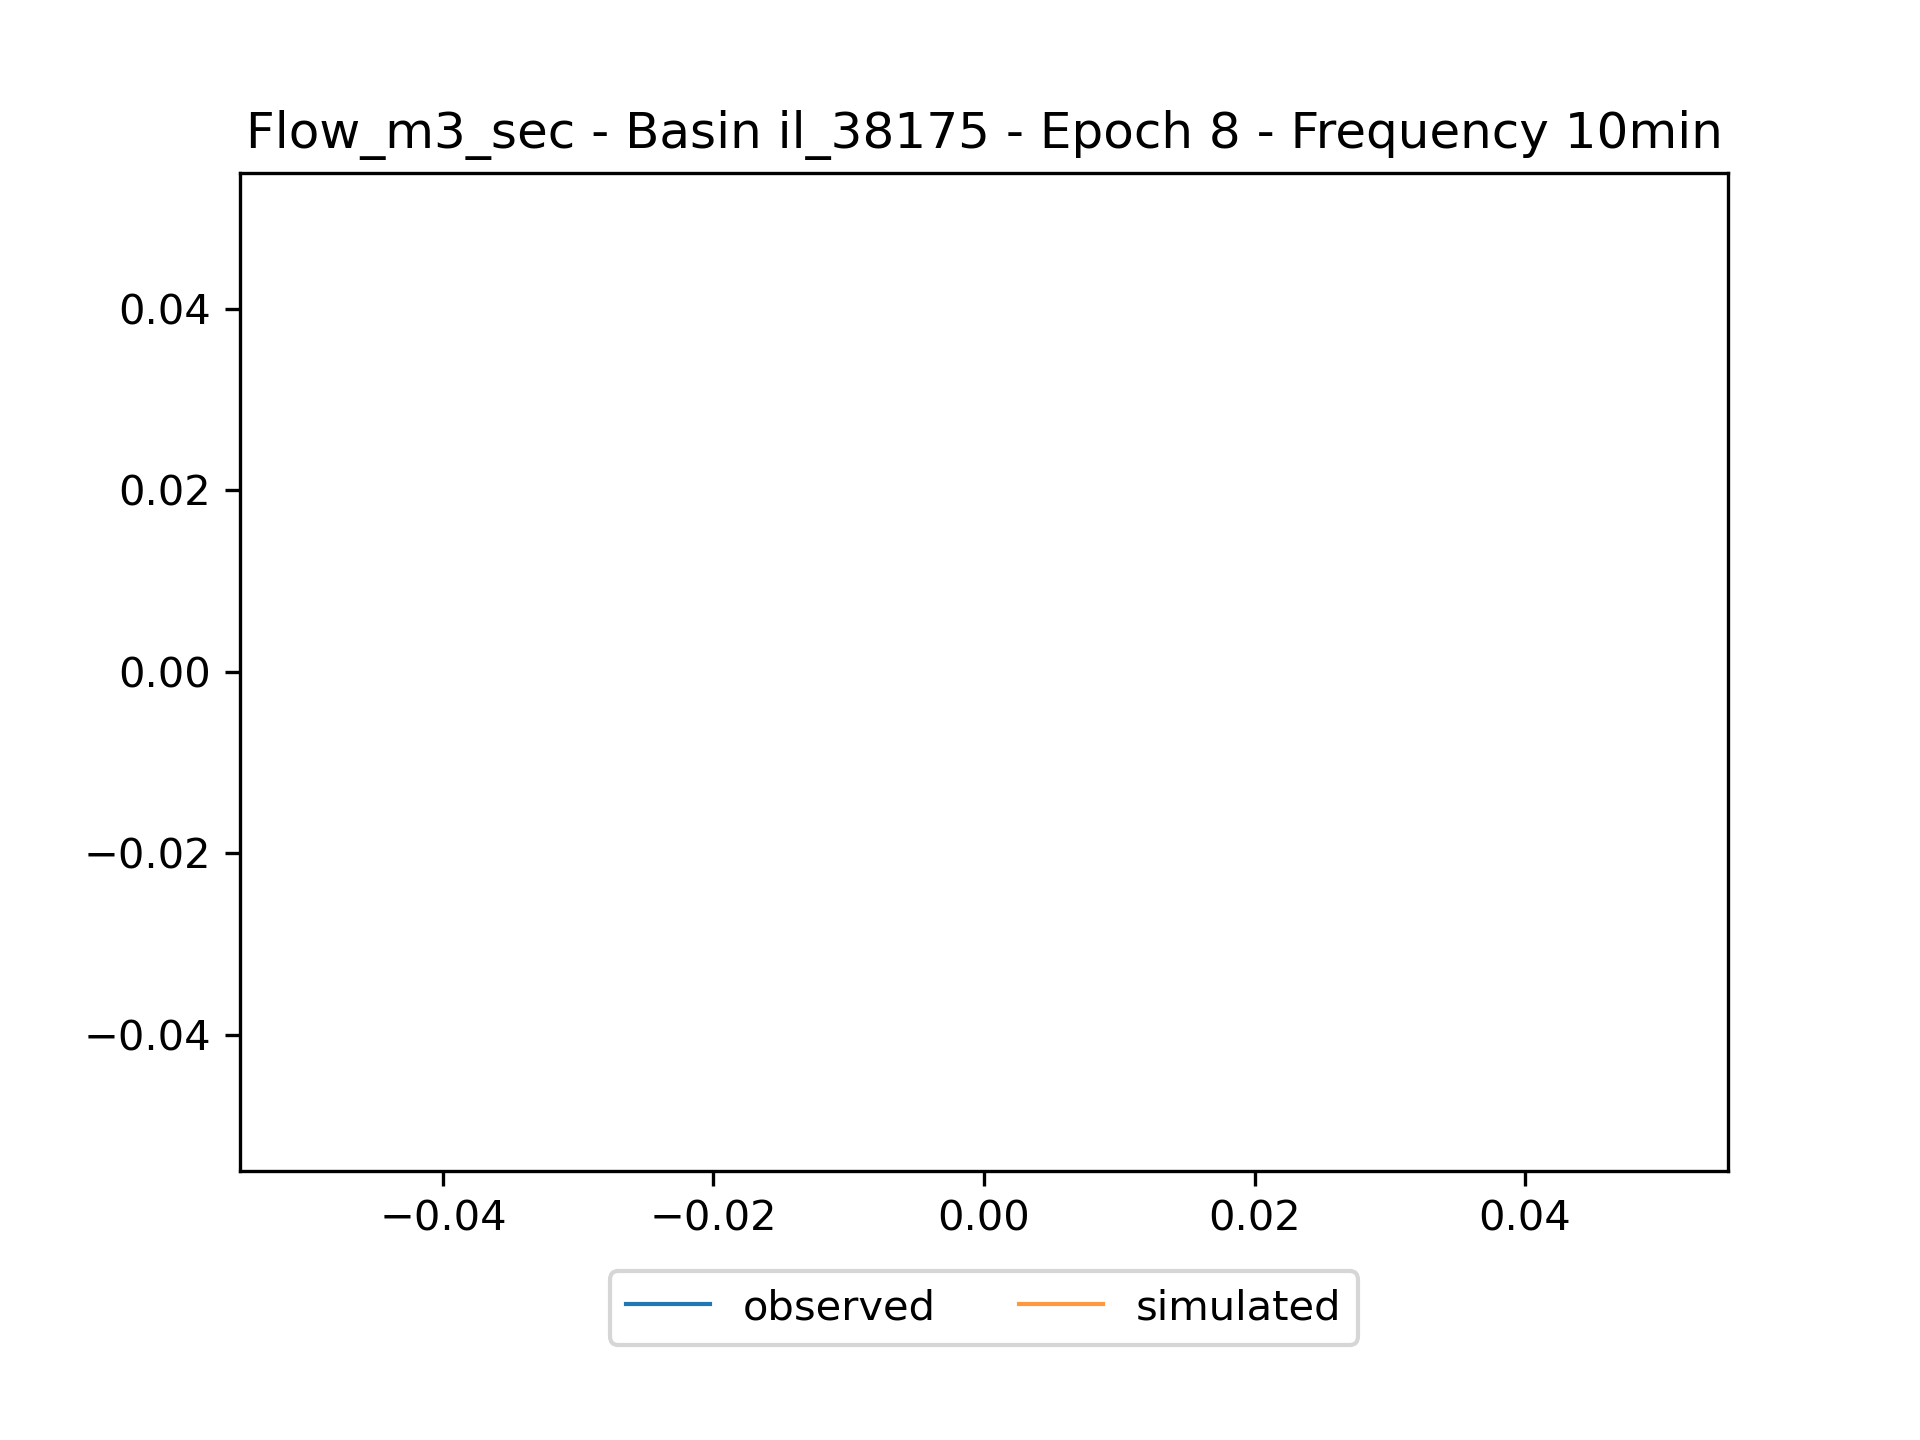 Flow_m3_sec - Basin il_38175 - Epoch 8 - Frequency 10min
0.04
0.02
0.00
−0.02
−0.04
−0.04 −0.02 0.00 0.02 0.04
observed simulated